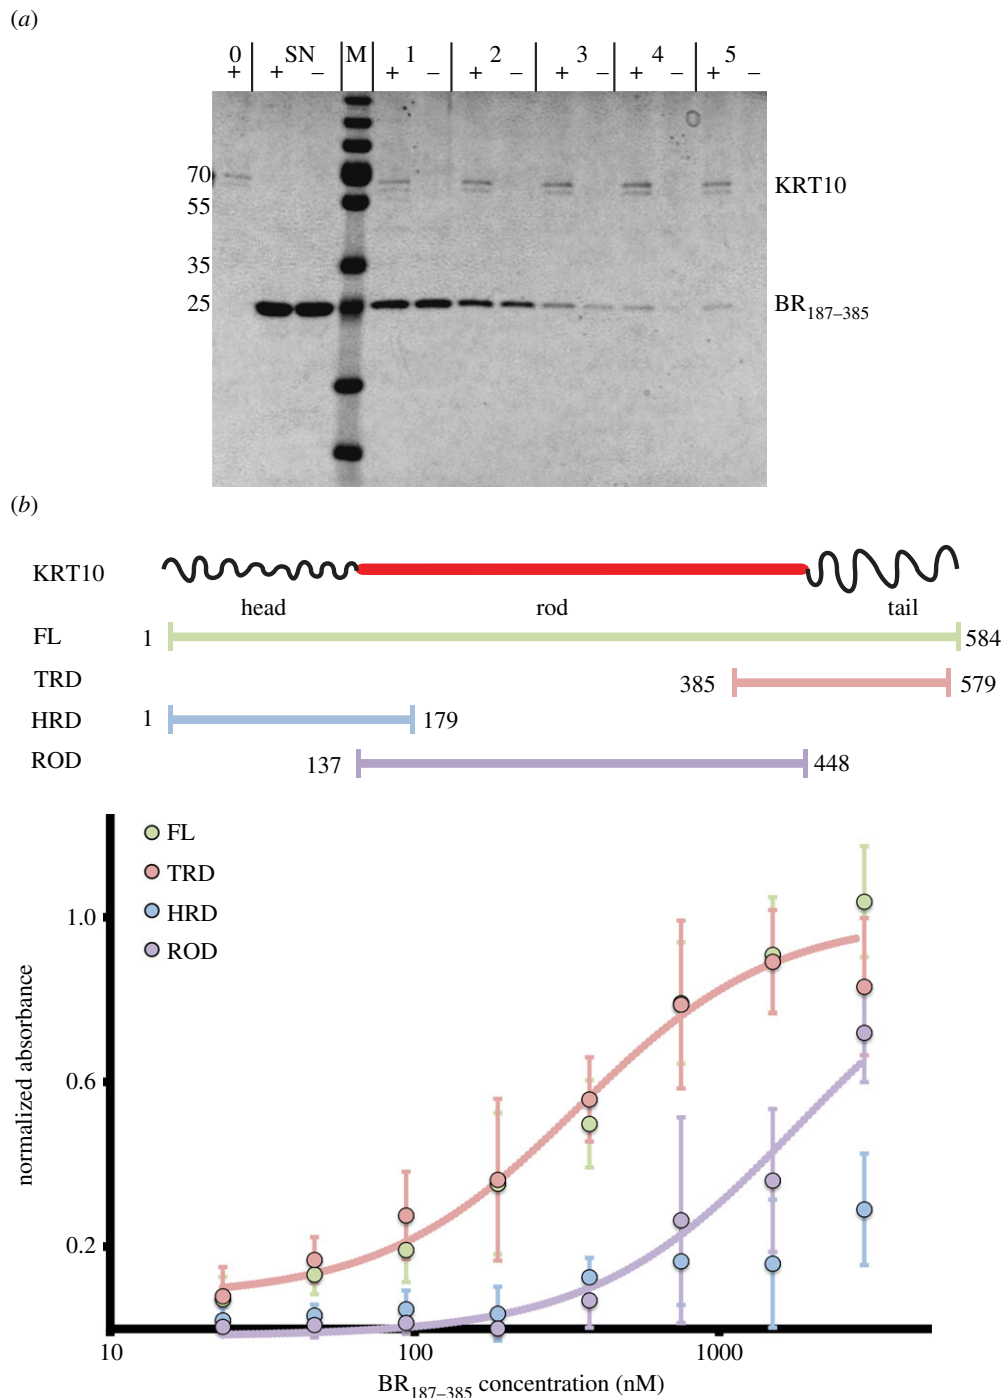 (a)
0 SN M 1 2 3 4 5
+ + – + – + – + – + – + –
70
55
35
25
KRT10
BR187–385
(b)
KRT10
head rod tail
FL 1 584
TRD 385 579
HRD 1 179
ROD 137 448
FL
TRD
HRD
ROD
1.0
0.6
0.2
normalized absorbance
10 100 1000
BR187–385 concentration (nM)